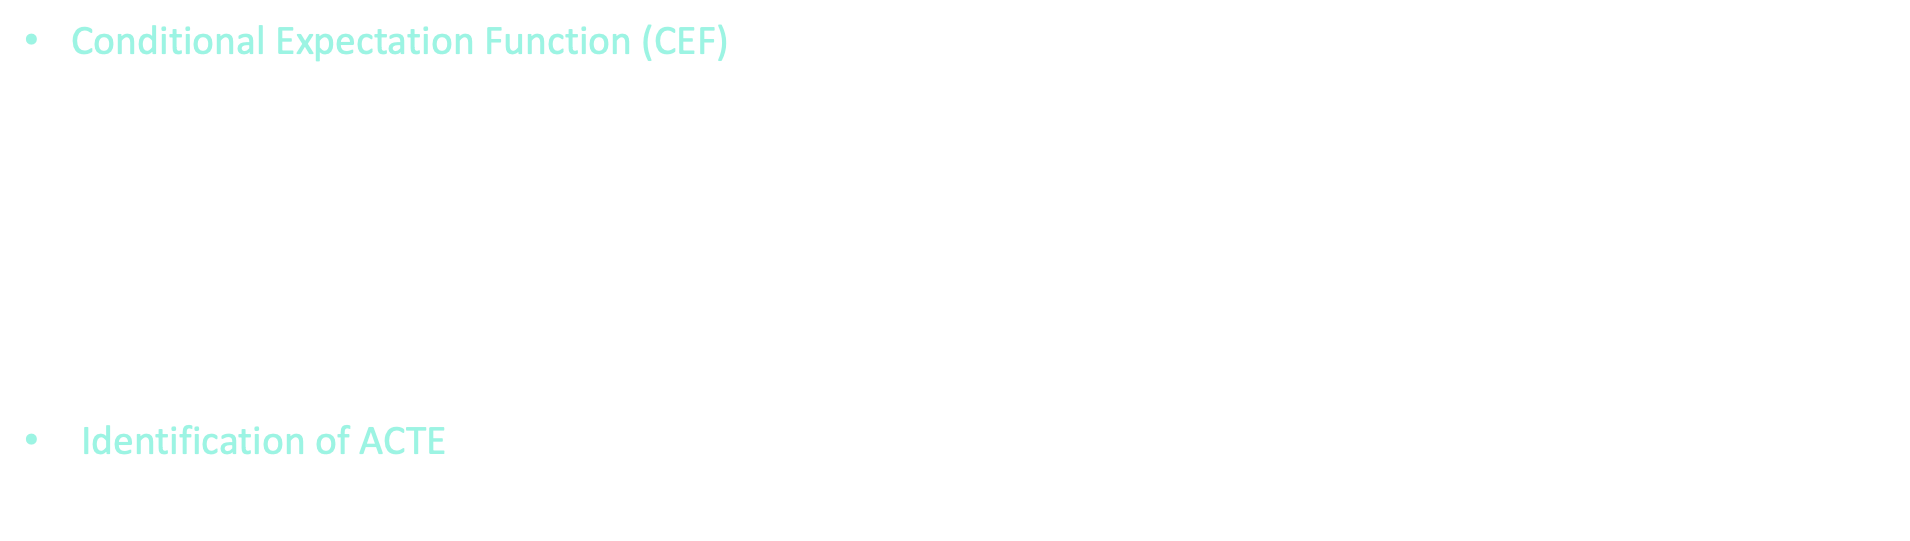 • Conditional Expectation Function (CEF)
• Identification of ACTE